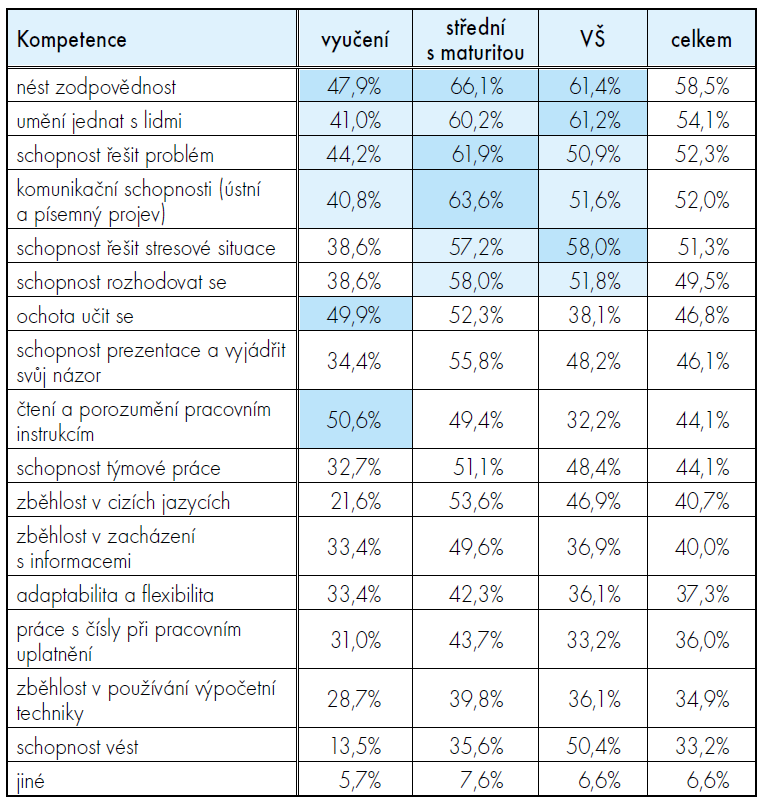 Kompetence vyučení střední s maturitou VŠ celkem
nést zodpovědnost 47,9% 66,1% 61,4% 58,5%
umění jednat s lidmi 41,0% 60,2% 61,2% 54,1%
schopnost řešit problém 44,2% 61,9% 50,9% 52,3%
komunikační schopnosti (ústní
a písemný projev) 40,8% 63,6% 51,6% 52,0%
schopnost řešit stresové situace 38,6% 57,2% 58,0% 51,3%
schopnost rozhodovat se 38,6% 58,0% 51,8% 49,5%
ochota učit se 49,9% 52,3% 38,1% 46,8%
schopnost prezentace a vyjádřit
svůj názor 34,4% 55,8% 48,2% 46,1%
čtení a porozumění pracovním
instrukcím 50,6% 49,4% 32,2% 44,1%
schopnost týmové práce 32,7% 51,1% 48,4% 44,1%
zběhlost v cizích jazycích 21,6% 53,6% 46,9% 40,7%
zběhlost v zacházení
s informacemi 33,4% 49,6% 36,9% 40,0%
adaptabilita a flexibilita 33,4% 42,3% 36,1% 37,3%
práce s čísly při pracovním
uplatnění 31,0% 43,7% 33,2% 36,0%
zběhlost v používání výpočetní
techniky 28,7% 39,8% 36,1% 34,9%
schopnost vést 13,5% 35,6% 50,4% 33,2%
jiné 5,7% 7,6% 6,6% 6,6%